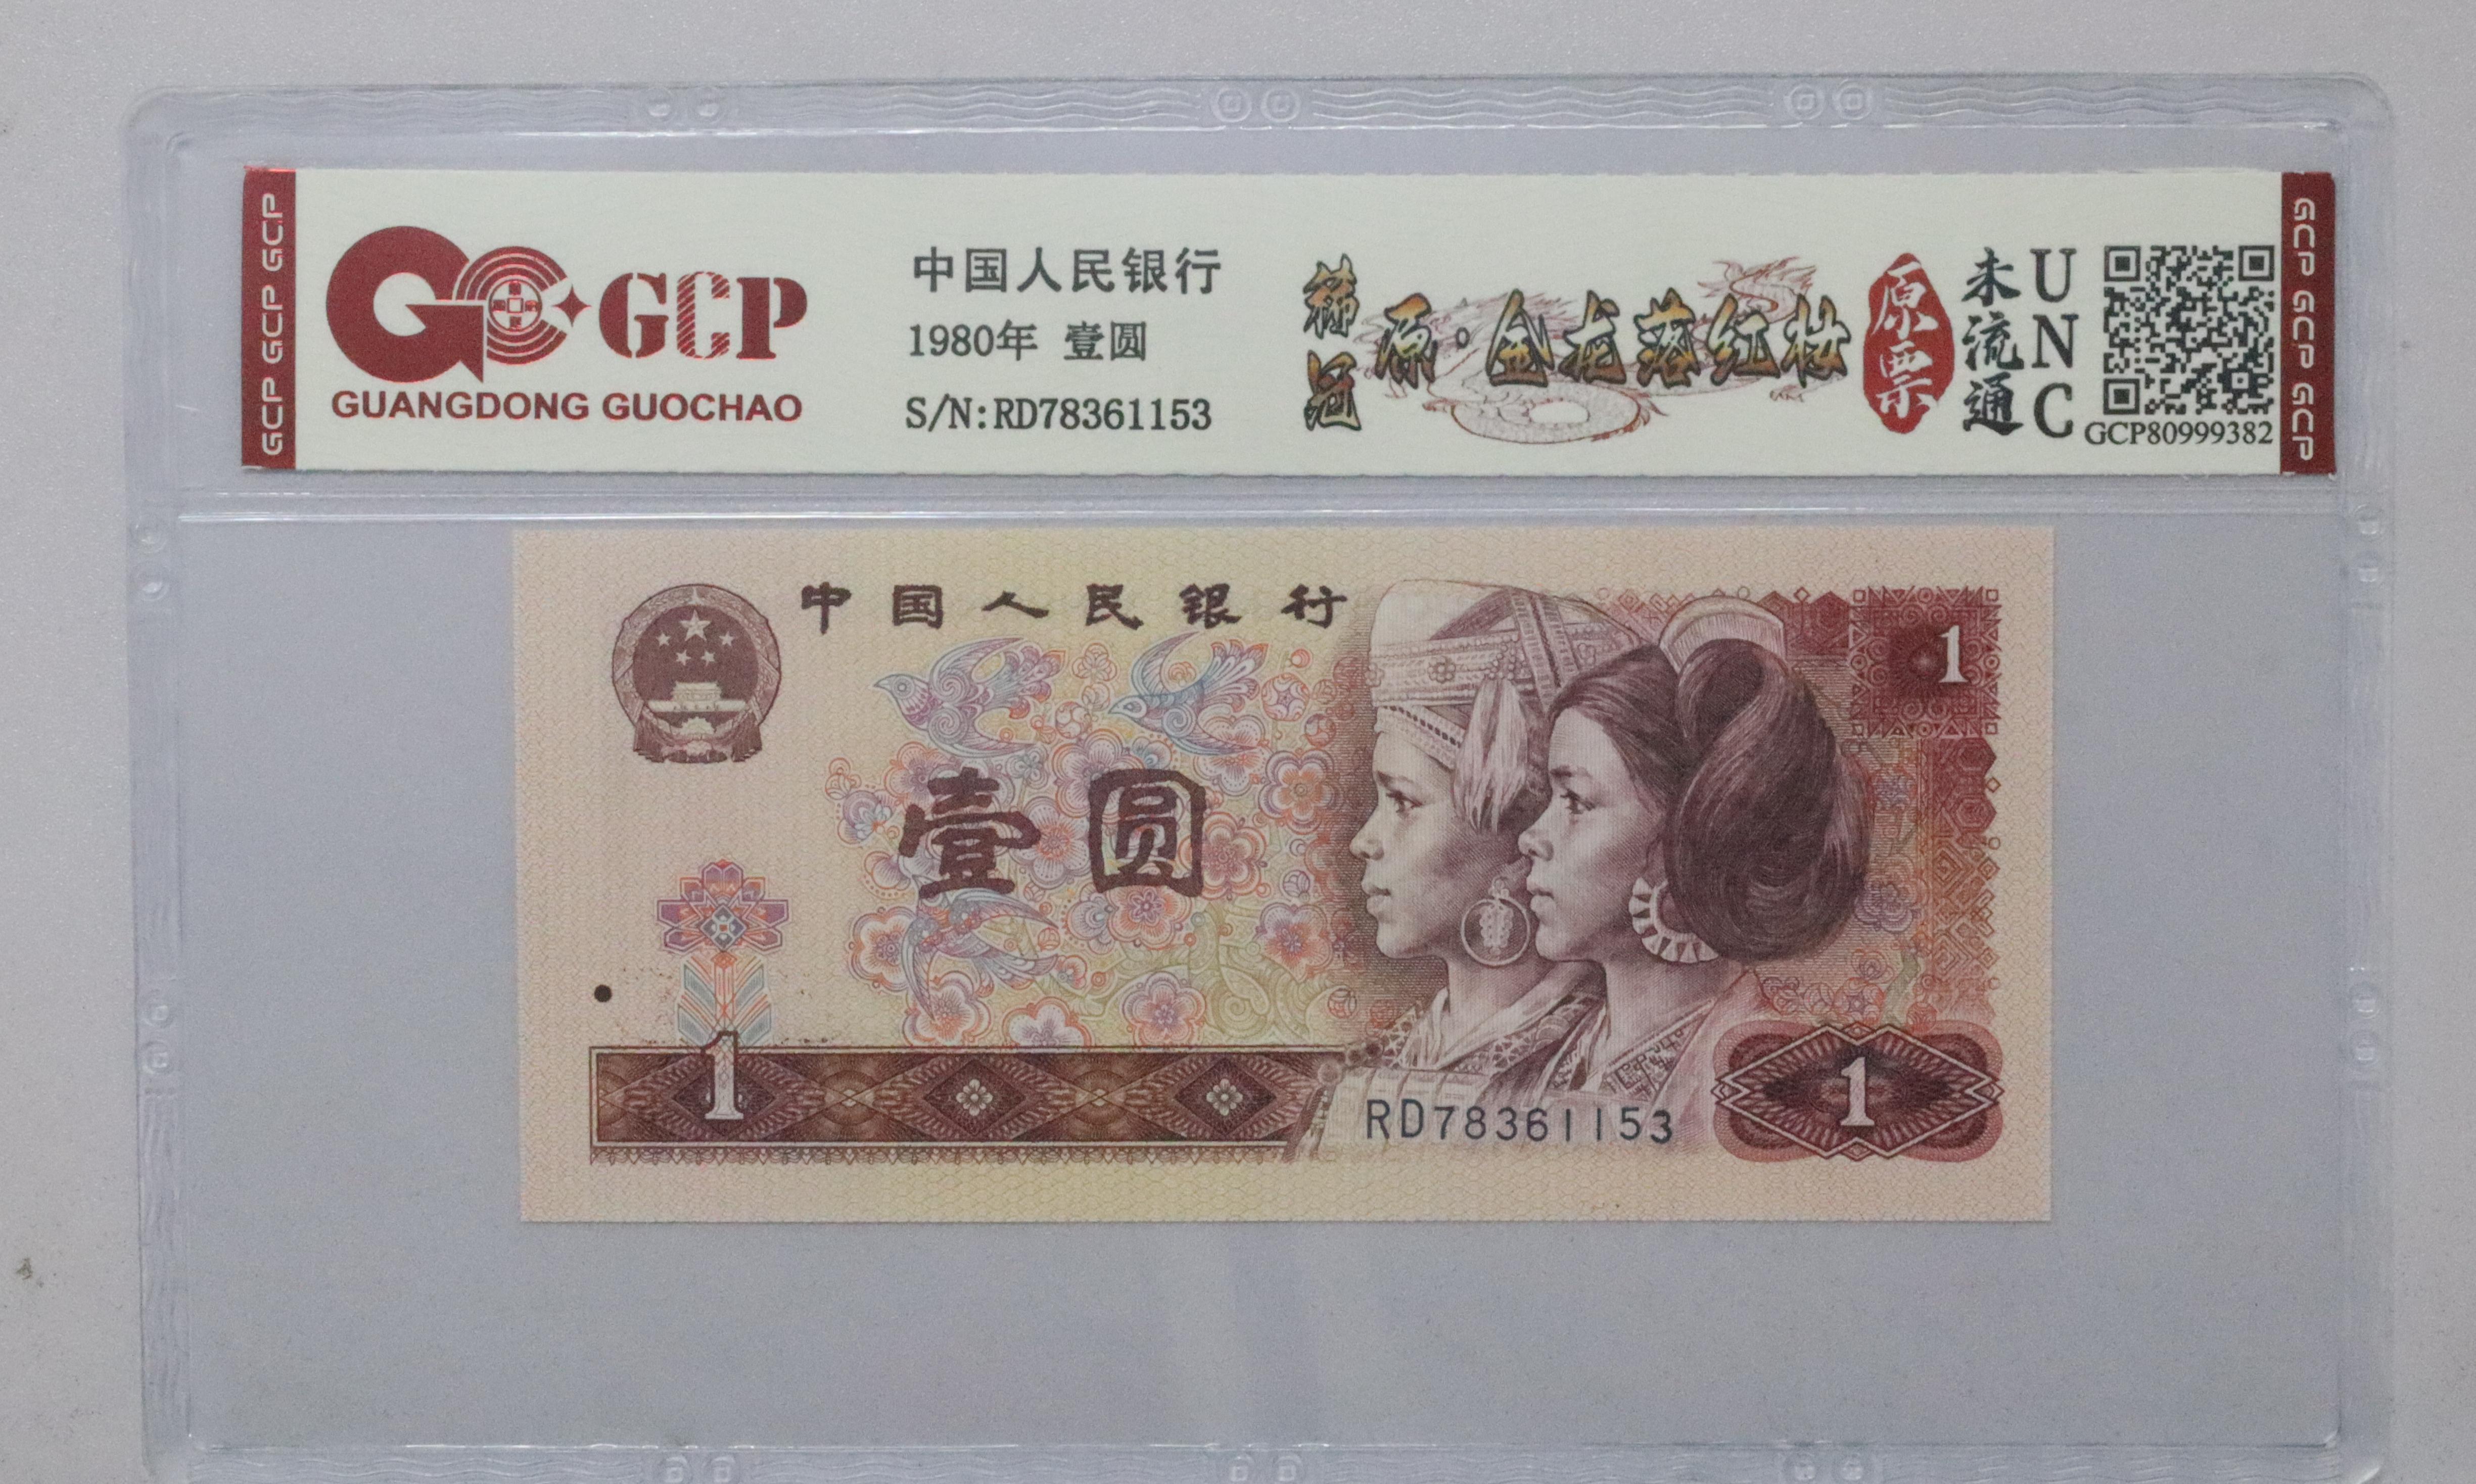 GCP GCP GCP
GCP
GUANGDONG GUOCHAO
中国人民银行
1980年 壹圆
S/N:RD78361153
稀冠
原·金龙落红妆
原票
未流通
UNC
GCP80999382
GCP GCP GCP
中国人民银行
1
壹圆
1
RD78361153
1